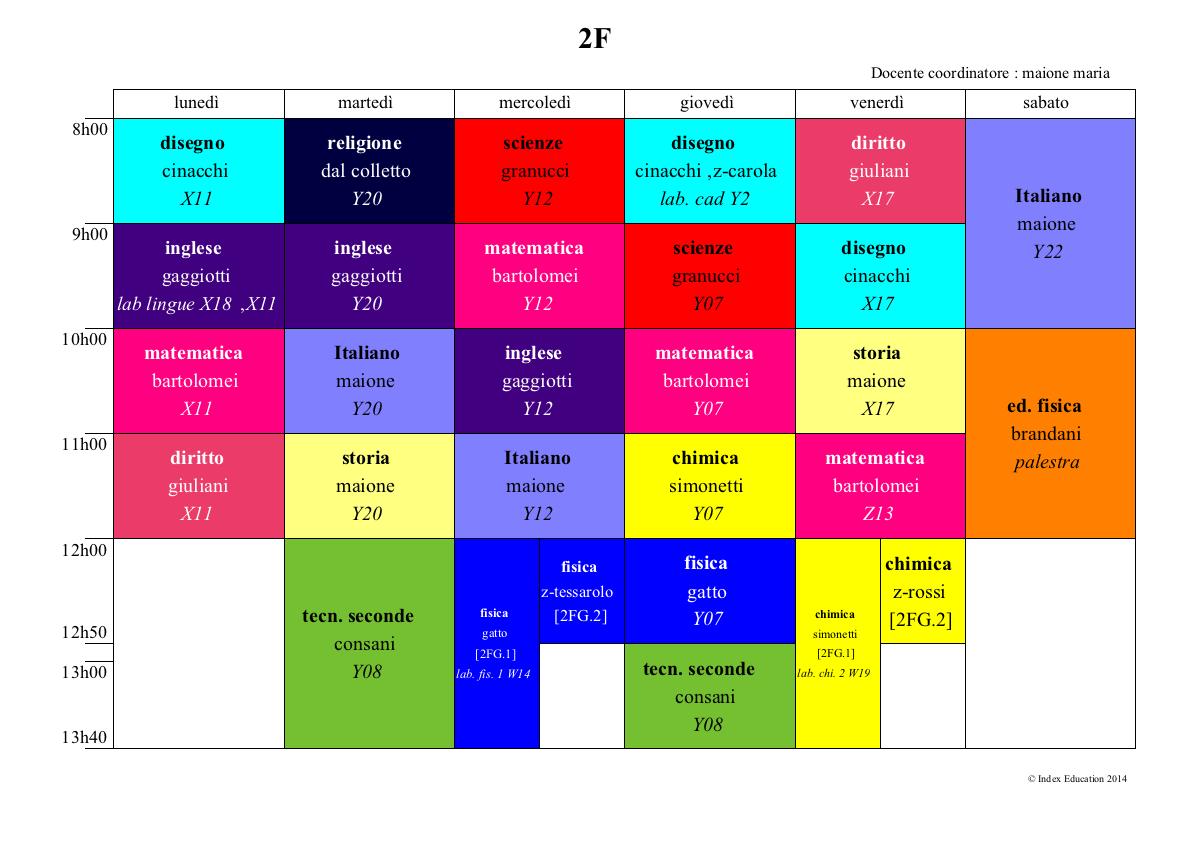 2F
Docente coordinatore : maione maria
lunedì martedì mercoledì giovedì venerdì sabato
8h00
disegno
cinacchi
X11
religione
dal colletto
Y20
scienze
granucci
Y12
disegno
cinacchi ,z-carola
lab. cad Y2
diritto
giuliani
X17
Italiano
maione
Y22
9h00
inglese
gaggiotti
lab lingue X18 ,X11
inglese
gaggiotti
Y20
matematica
bartolomei
Y12
scienze
granucci
Y07
disegno
cinacchi
X17
10h00
matematica
bartolomei
X11
Italiano
maione
Y20
inglese
gaggiotti
Y12
matematica
bartolomei
Y07
storia
maione
X17
ed. fisica
brandani
palestra
11h00
diritto
giuliani
X11
storia
maione
Y20
Italiano
maione
Y12
chimica
simonetti
Y07
matematica
bartolomei
Z13
12h00
tecn. seconde
consani
Y08
fisica
gatto
[2FG.1]
lab. fis. 1 W14
fisica
z-tessarolo
[2FG.2]
fisica
gatto
Y07
chimica
simonetti
[2FG.1]
lab. chi. 2 W19
chimica
z-rossi
[2FG.2]
12h50
13h00
tecn. seconde
consani
Y08
13h40
© Index Education 2014